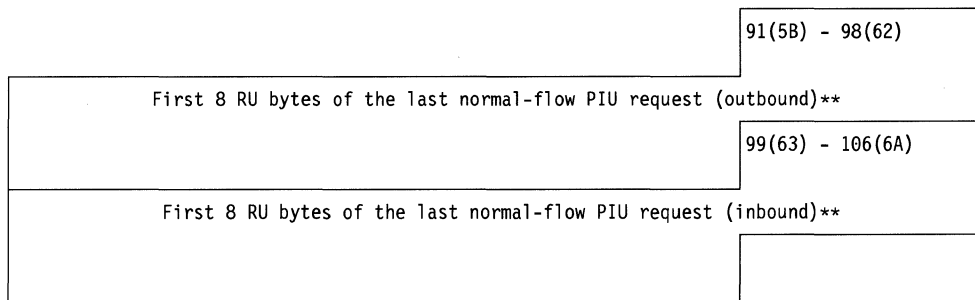 91(5B) - 98(62)
First 8 RU bytes of the last normal-flow PIU request (outbound)**
99(63) - 106(6A)
First 8 RU bytes of the last normal-flow PIU request (inbound)**